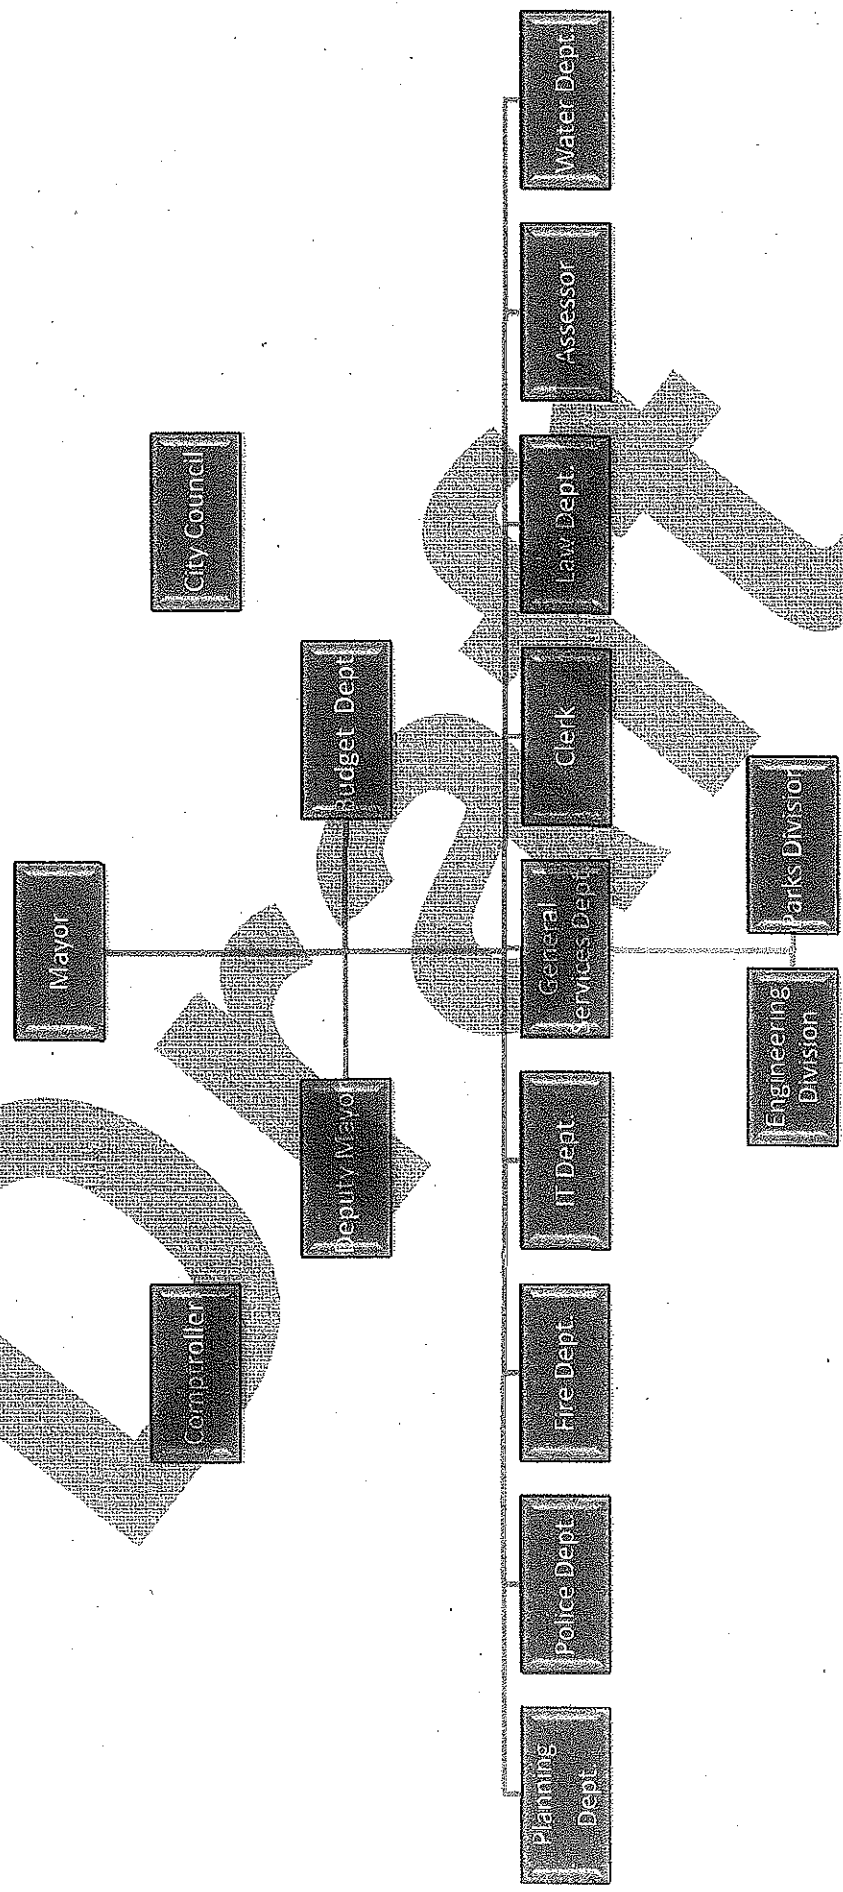 Mayor
Comptroller
City Council
Deputy Mayor
Budget Dept.
Planning
Dept.
Police Dept.
Fire Dept.
IT Dept.
General
Services Dept.
Clerk
Law Dept.
Assessor
Water Dept.
Engineering
Division
Parks Division
Draft